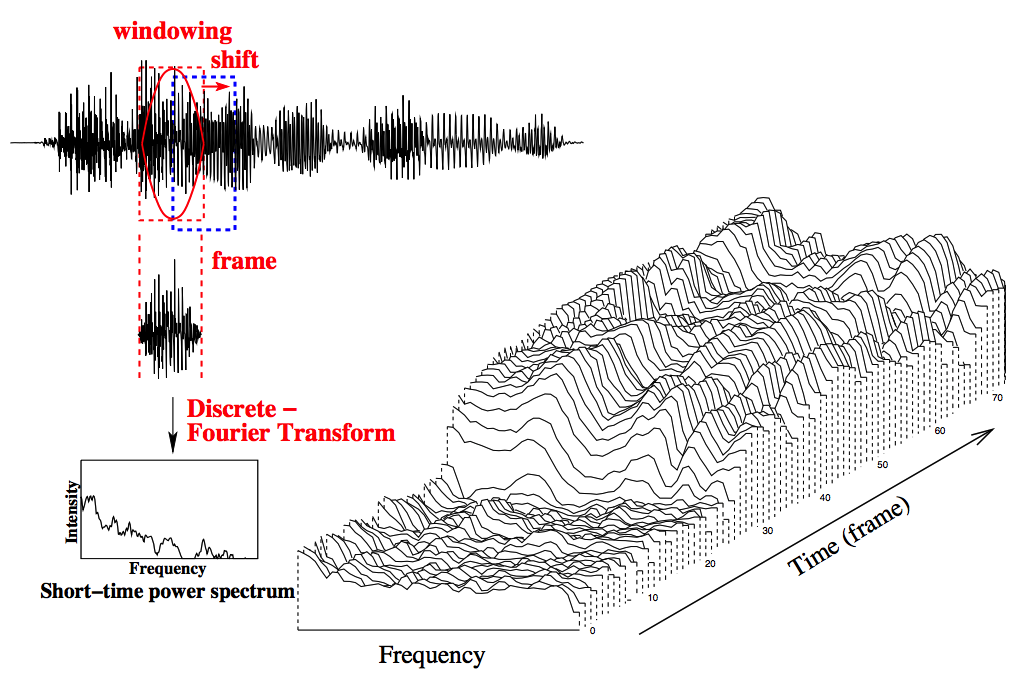 windowing
shift
frame
Discrete –
Fourier Transform
Intensity
Frequency
Short–time power spectrum
70
60
50
40
30
20
10
0
Time (frame)
Frequency